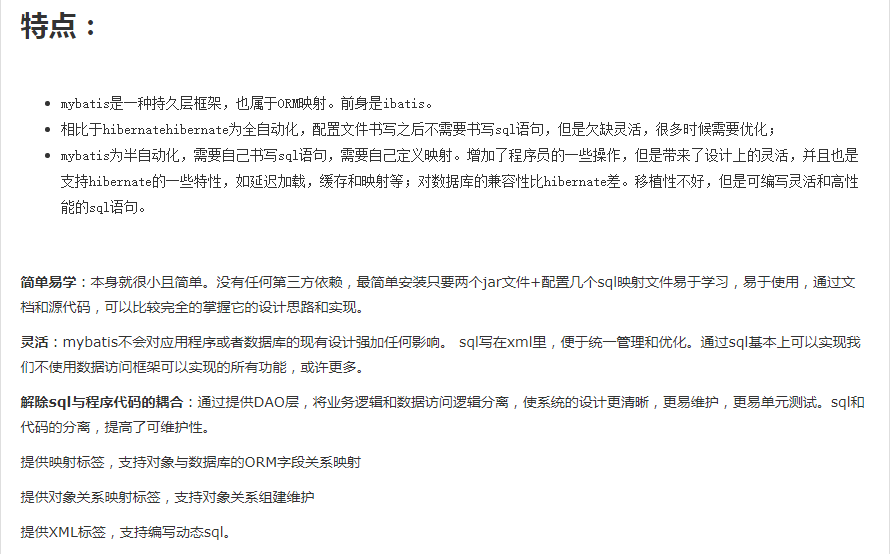 特点：
mybatis是一种持久层框架，也属于ORM映射。前身是ibatis。
相比于hibernatehibernate为全自动化，配置文件书写之后不需要书写sql语句，但是欠缺灵活，很多时候需要优化；
mybatis为半自动化，需要自己书写sql语句，需要自己定义映射。增加了程序员的一些操作，但是带来了设计上的灵活，并且也是
支持hibernate的一些特性，如延迟加载，缓存和映射等；对数据库的兼容性比hibernate差。移植性不好，但是可编写灵活和高性
能的sql语句。
简单易学：本身就很小且简单。没有任何第三方依赖，最简单安装只要两个jar文件+配置几个sql映射文件易于学习，易于使用，通过文
档和源代码，可以比较完全的掌握它的设计思路和实现。
灵活：mybatis不会对应用程序或者数据库的现有设计强加任何影响。 sql写在xml里，便于统一管理和优化。通过sql基本上可以实现我
们不使用数据访问框架可以实现的所有功能，或许更多。
解除sql与程序代码的耦合：通过提供DAO层，将业务逻辑和数据访问逻辑分离，使系统的设计更清晰，更易维护，更易单元测试。sql和
代码的分离，提高了可维护性。
提供映射标签，支持对象与数据库的ORM字段关系映射
提供对象关系映射标签，支持对象关系组建维护
提供XML标签，支持编写动态sql。